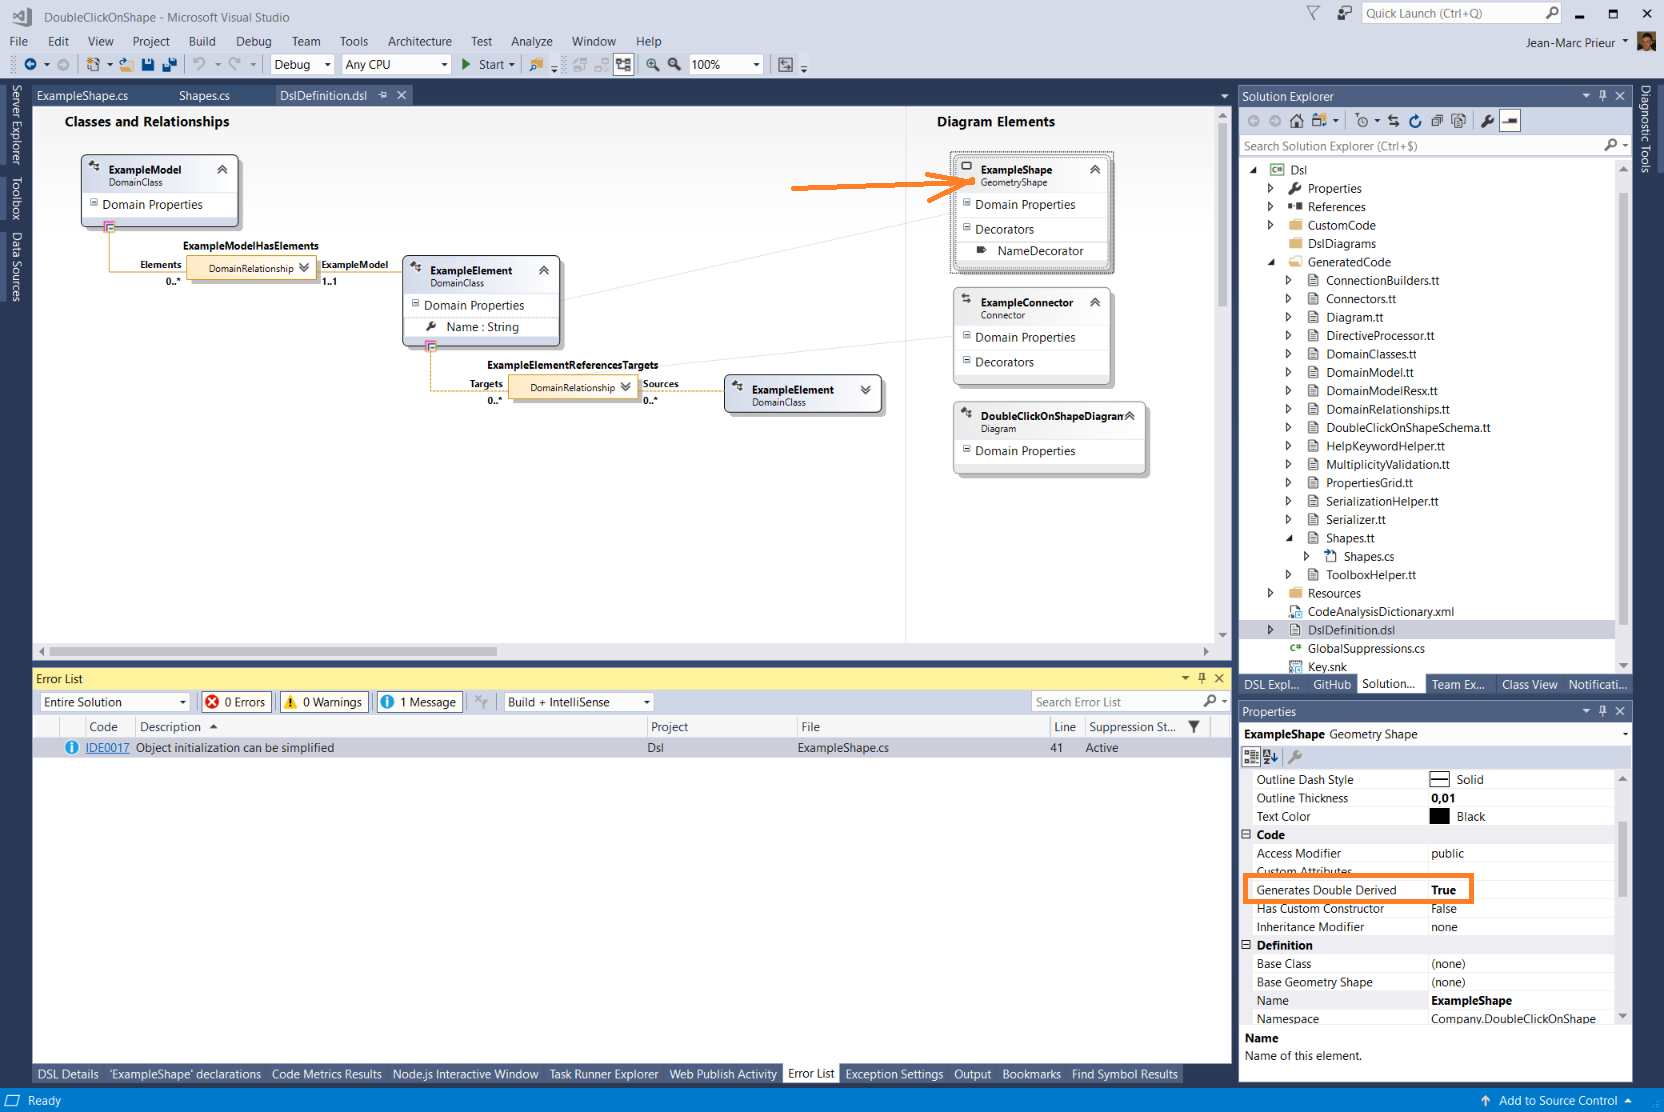 DoubleClickOnShape - Microsoft Visual Studio
Quick Launch (Ctrl+Q)
File Edit View Project Build Debug Team Tools Architecture Test Analyze Window Help
Jean-Marc Prieur
Debug Any CPU Start 100%
Server Explorer
Toolbox
Data Sources
ExampleShape.cs Shapes.cs DslDefinition.dsl
Classes and Relationships
Diagram Elements
ExampleModel
DomainClass
Domain Properties
ExampleModelHasElements
Elements
DomainRelationship
ExampleModel
0..*
1..1
ExampleElement
DomainClass
Domain Properties
Name : String
ExampleElementReferencesTargets
Targets
DomainRelationship
Sources
0..*
0..*
ExampleElement
DomainClass
ExampleShape
GeometryShape
Domain Properties
Decorators
NameDecorator
ExampleConnector
Connector
Domain Properties
Decorators
DoubleClickOnShapeDiagram
Diagram
Domain Properties
Error List
Entire Solution 0 Errors 0 Warnings 1 Message Build + IntelliSense Search Error List
Code Description Project File Line Suppression St...
IDE0017 Object initialization can be simplified Dsl ExampleShape.cs 41 Active
DSL Details 'ExampleShape' declarations Code Metrics Results Node.js Interactive Window Task Runner Explorer Web Publish Activity Error List Exception Settings Output Bookmarks Find Symbol Results
Solution Explorer
Search Solution Explorer (Ctrl+$)
Dsl
Properties
References
CustomCode
DslDiagrams
GeneratedCode
ConnectionBuilders.tt
Connectors.tt
Diagram.tt
DirectiveProcessor.tt
DomainClasses.tt
DomainModel.tt
DomainModelResx.tt
DomainRelationships.tt
DoubleClickOnShapeSchema.tt
HelpKeywordHelper.tt
MultiplicityValidation.tt
PropertiesGrid.tt
SerializationHelper.tt
Serializer.tt
Shapes.tt
Shapes.cs
ToolboxHelper.tt
Resources
CodeAnalysisDictionary.xml
DslDefinition.dsl
GlobalSuppressions.cs
Key.snk
DSL Expl... GitHub Solution... Team Ex... Class View Notificati...
Diagnostic Tools
Properties
ExampleShape Geometry Shape
Outline Dash Style Solid
Outline Thickness 0,01
Text Color Black
Code
Access Modifier public
Custom Attributes
Generates Double Derived True
Has Custom Constructor False
Inheritance Modifier none
Definition
Base Class (none)
Base Geometry Shape (none)
Name ExampleShape
Namespace Company.DoubleClickOnShape
Name
Name of this element.
Ready
Add to Source Control